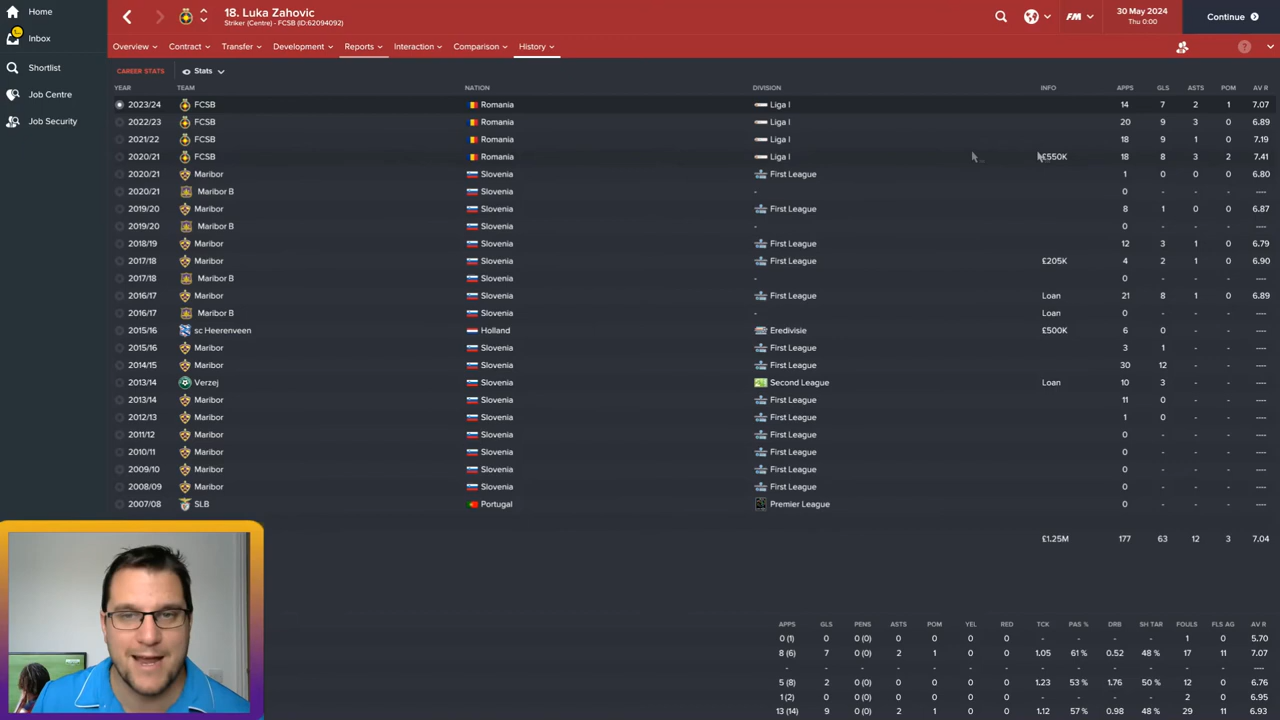 Home
Inbox
Shortlist
Job Centre
Job Security
18. Luka Zahovic
Striker (Centre) - FCSB (ID:62094092)
FM
30 May 2024
Thu 0:00
Continue
Overview Contract Transfer Development Reports Interaction Comparison History
CAREER STATS Stats
YEAR TEAM NATION DIVISION INFO APPS GLS ASTS POM AV R
2023/24 FCSB Romania Liga I 14 7 2 1 7.07
2022/23 FCSB Romania Liga I 20 9 3 0 6.89
2021/22 FCSB Romania Liga I 18 9 1 0 7.19
2020/21 FCSB Romania Liga I £550K 18 8 3 2 7.41
2020/21 Maribor Slovenia First League 1 0 0 0 6.80
2020/21 Maribor B Slovenia - 0 - - - ----
2019/20 Maribor Slovenia First League 8 1 0 0 6.87
2019/20 Maribor B Slovenia - 0 - - - ----
2018/19 Maribor Slovenia First League 12 3 1 0 6.79
2017/18 Maribor Slovenia First League £205K 4 2 1 0 6.90
2017/18 Maribor B Slovenia - 0 - - - ----
2016/17 Maribor Slovenia First League Loan 21 8 1 0 6.89
2016/17 Maribor B Slovenia - Loan 0 - - - ----
2015/16 sc Heerenveen Holland Eredivisie £500K 6 0 - - ----
2015/16 Maribor Slovenia First League 3 1 - - ----
2014/15 Maribor Slovenia First League 30 12 - - ----
2013/14 Verzej Slovenia Second League Loan 10 3 - - ----
2013/14 Maribor Slovenia First League 11 0 - - ----
2012/13 Maribor Slovenia First League 1 0 - - ----
2011/12 Maribor Slovenia First League 0 - - - ----
2010/11 Maribor Slovenia First League 0 - - - ----
2009/10 Maribor Slovenia First League 0 - - - ----
2008/09 Maribor Slovenia First League 0 - - - ----
2007/08 SLB Portugal Premier League 0 - - - ----
£1.25M 177 63 12 3 7.04
APPS GLS PENS ASTS POM YEL RED TCK PAS % DRB SH TAR FOULS FLS AG AV R
0 (1) 0 0 (0) 0 0 0 0 - - - - 1 0 5.70
8 (6) 7 0 (0) 2 1 0 0 1.05 61 % 0.52 48 % 17 11 7.07
- - - - - - - - - - - - - -
5 (8) 2 0 (0) 0 0 0 0 1.23 53 % 1.76 50 % 12 0 6.76
1 (2) 0 0 (0) 0 0 0 0 - - - - 2 0 6.95
13 (14) 9 0 (0) 2 1 0 0 1.12 57 % 0.98 48 % 29 11 6.93